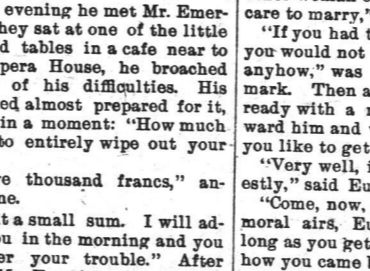 evening he met Mr. Emer-
hey sat at one of the little
d tables in a cafe near to
pera House, he broached
of his difficulties. His
ed almost prepared for it,
in a moment: "How much
to entirely wipe out your
re thousand francs," an-
ne.
t a small sum. I will ad-
ou in the morning and you
er your trouble." After
care to marry,"
"If you had t
you would not
anyhow," was
mark. Then a
ready with a r
ward him and
you like to get
"Very well, i
estly," said Eu
"Come, now,
moral airs, Eu
long as you get
how you came